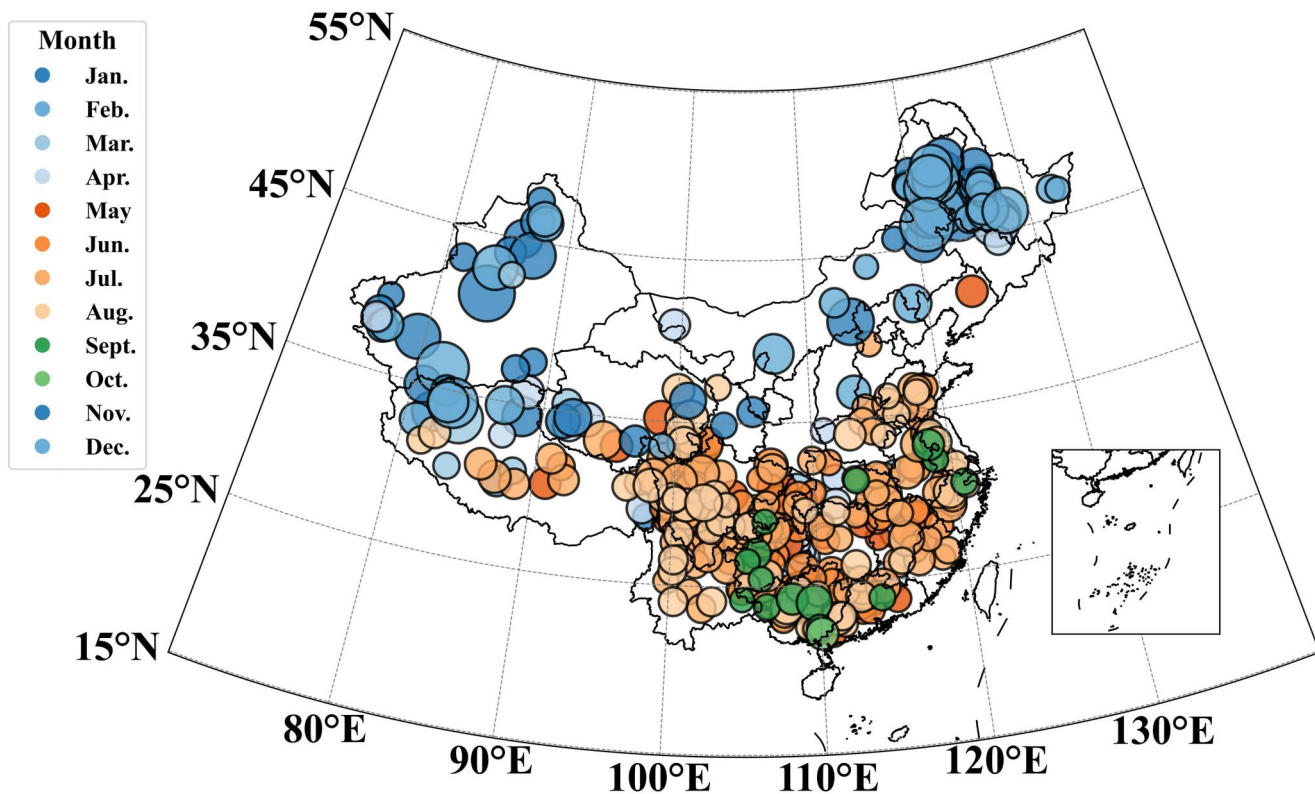 Month
Jan.
Feb.
Mar.
Apr.
May
Jun.
Jul.
Aug.
Sept.
Oct.
Nov.
Dec.
55°N
45°N
35°N
25°N
15°N
80°E
90°E
100°E
110°E
120°E
130°E